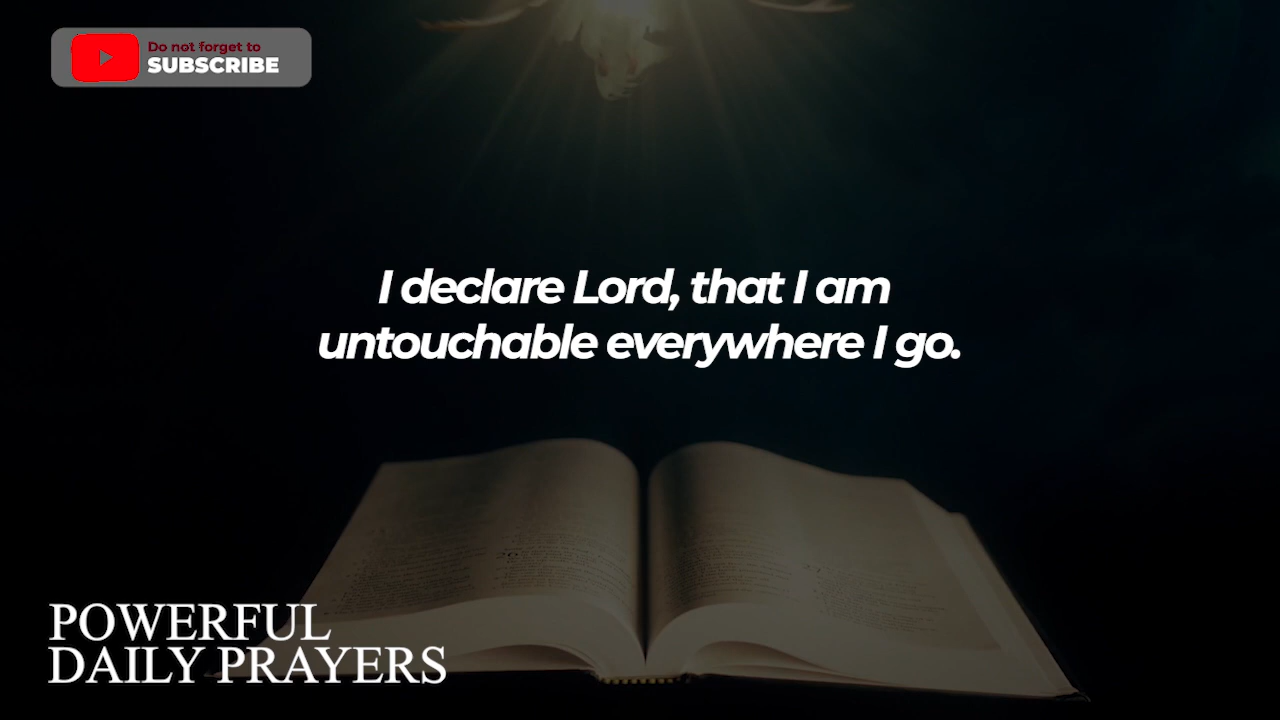 Do not forget to
SUBSCRIBE
I declare Lord, that I am
untouchable everywhere I go.
POWERFUL
DAILY PRAYERS